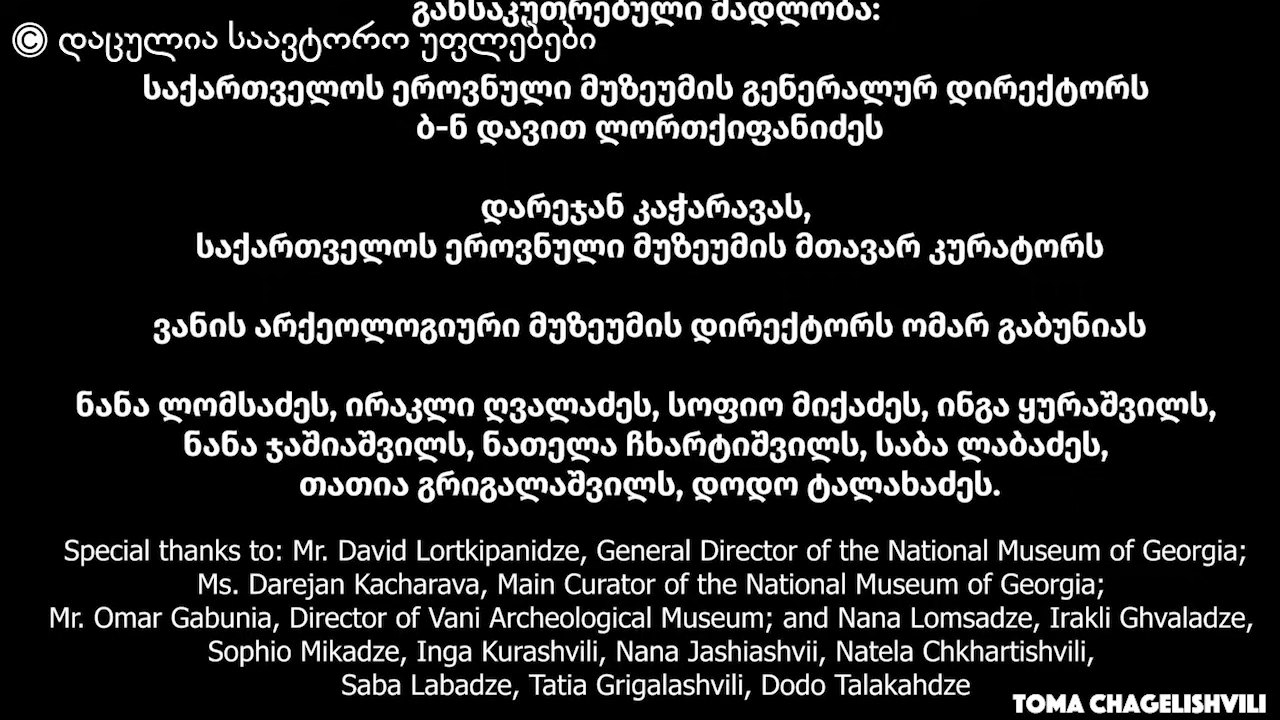 განსაკუთრებული მადლობა:
© დაცულია საავტორო უფლებები
საქართველოს ეროვნული მუზეუმის გენერალურ დირექტორს
ბ-ნ დავით ლორთქიფანიძეს
დარეჯან კაჭარავას,
საქართველოს ეროვნული მუზეუმის მთავარ კურატორს
ვანის არქეოლოგიური მუზეუმის დირექტორს ომარ გაბუნიას
ნანა ლომსაძეს, ირაკლი ღვალაძეს, სოფიო მიქაძეს, ინგა ყურაშვილს,
ნანა ჯაშიაშვილს, ნათელა ჩხარტიშვილს, საბა ლაბაძეს,
თათია გრიგალაშვილს, დოდო ტალახაძეს.
Special thanks to: Mr. David Lortkipanidze, General Director of the National Museum of Georgia;
Ms. Darejan Kacharava, Main Curator of the National Museum of Georgia;
Mr. Omar Gabunia, Director of Vani Archeological Museum; and Nana Lomsadze, Irakli Ghvaladze,
Sophio Mikadze, Inga Kurashvili, Nana Jashiashvii, Natela Chkhartishvili,
Saba Labadze, Tatia Grigalashvili, Dodo Talakahdze
TOMA CHAGELISHVILI